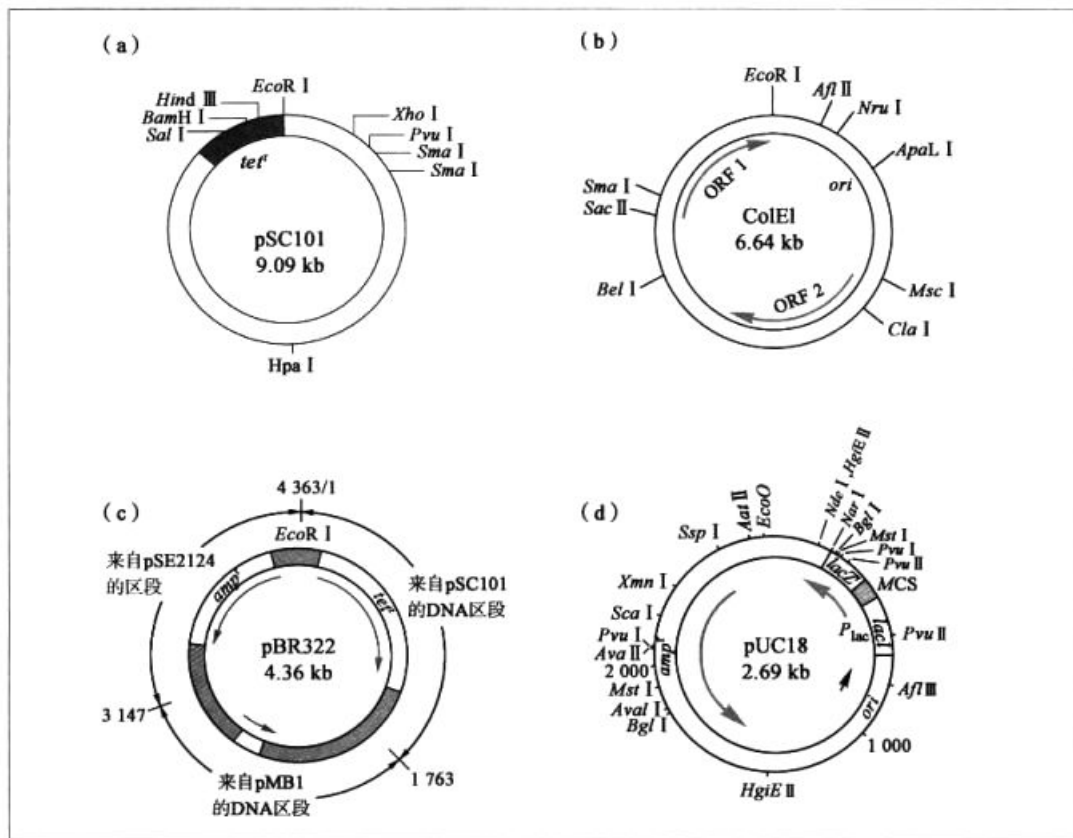 (a)
EcoR Ⅰ
Hind Ⅲ
BamH Ⅰ
Sal Ⅰ
tetʳ
Xho Ⅰ
Pvu Ⅰ
Sma Ⅰ
Sma Ⅰ
pSC101
9.09 kb
Hpa Ⅰ
(b)
EcoR Ⅰ
Afl Ⅱ
Nru Ⅰ
ApaL Ⅰ
ori
ORF 1
Sma Ⅰ
Sac Ⅱ
ColEl
6.64 kb
Bel Ⅰ
ORF 2
Msc Ⅰ
Cla Ⅰ
(c)
4 363/1
EcoR Ⅰ
来自pSE2124
的区段
ampʳ
tetʳ
来自pSC101
的DNA区段
pBR322
4.36 kb
3 147
1 763
来自pMB1
的DNA区段
(d)
Ssp Ⅰ
Aat Ⅱ
EcoO
Nde Ⅰ,HgiE Ⅱ
Nar Ⅰ
Bgl Ⅰ
Mst Ⅰ
Pvu Ⅰ
Pvu Ⅱ
lacZ'
MCS
Xmn Ⅰ
Sca Ⅰ
Pvu Ⅰ
Ava Ⅱ
ampʳ
2 000
Mst Ⅰ
Aval Ⅰ
Bgl Ⅰ
Plac
lacI
Pvu Ⅱ
pUC18
2.69 kb
Afl Ⅲ
ori
1 000
HgiE Ⅱ